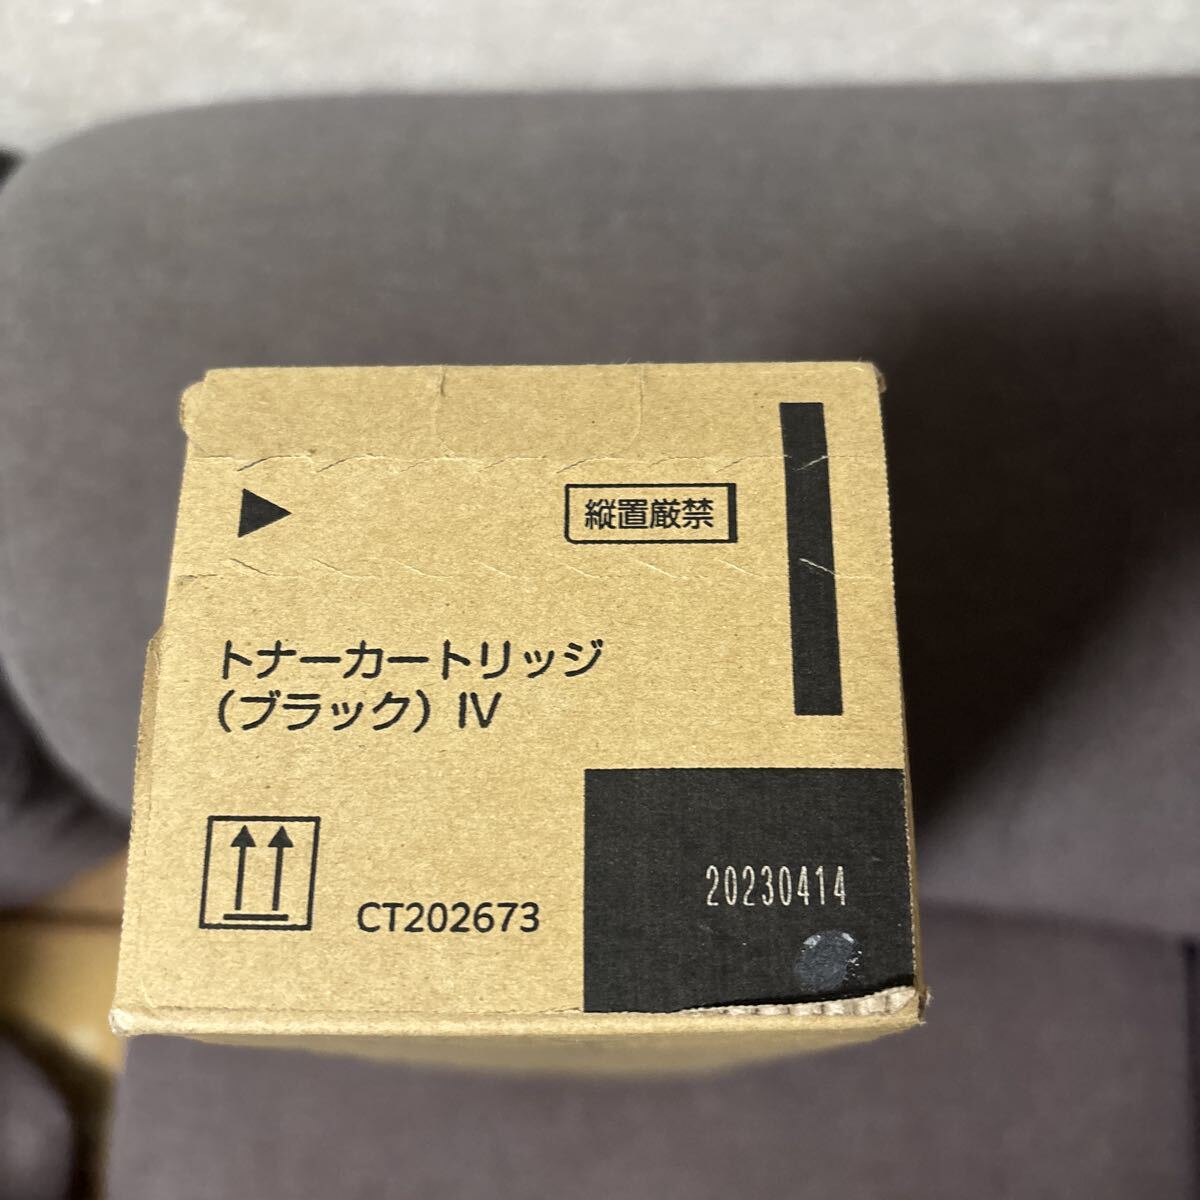 縦置厳禁
トナーカートリッジ
(ブラック) IV
CT202673
20230414